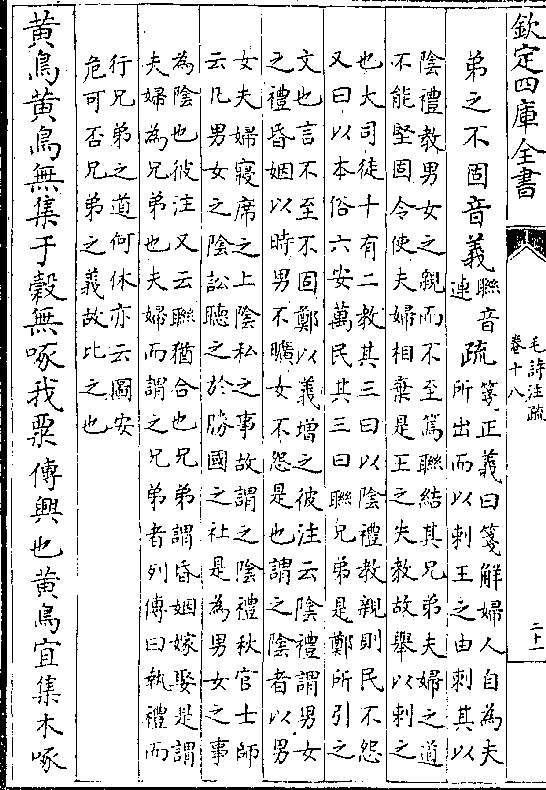 欽定四庫全書
毛詩注疏
卷十八
二十一
弟之不固音義聯音連疏箋正義曰箋解婦人自為夫
所出而以刺王之由刺其以
陰禮教男女之親而不至篤聯結其兄弟夫婦之道
不能堅固令使夫婦相棄是王之失教故舉以刺之
也大司徒十有二教其三曰以陰禮教親則民不怨
又曰以本俗六安萬民其三曰聯兄弟是鄭所引之
文也言不至不固鄭以義增之彼注云陰禮謂男女
之禮昏姻以時男不曠女不怨是也謂之陰者以男
女夫婦寢席之上陰私之事故謂之陰禮秋官士師
云凡男女之陰訟聽之於勝國之社是為男女之事
為陰也彼注又云聯猶合也兄弟謂昏姻嫁娶是謂
夫婦為兄弟也夫婦而謂之兄弟者列傳曰執禮而
行兄弟之道何休亦云圖安
危可否兄弟之義故比之也
黄鳥黄鳥無集于榖無啄我粟傳興也黄鳥宜集木啄